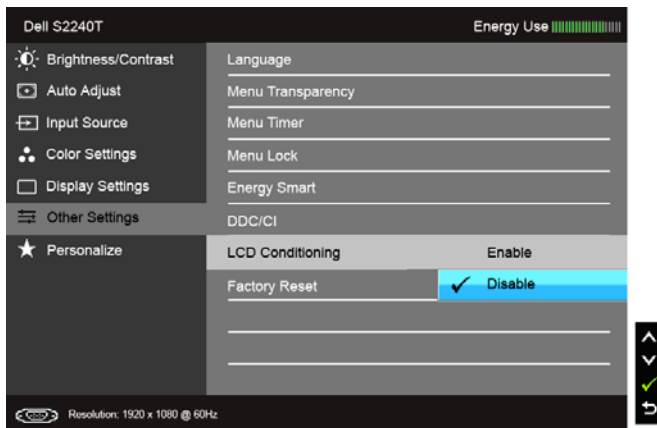 Dell S2240T Energy Use
Brightness/Contrast Language
Auto Adjust Menu Transparency
Input Source Menu Timer
Color Settings Menu Lock
Display Settings Energy Smart
Other Settings DDC/CI
Personalize LCD Conditioning Enable
Factory Reset Disable
Resolution: 1920 x 1080 @ 60Hz